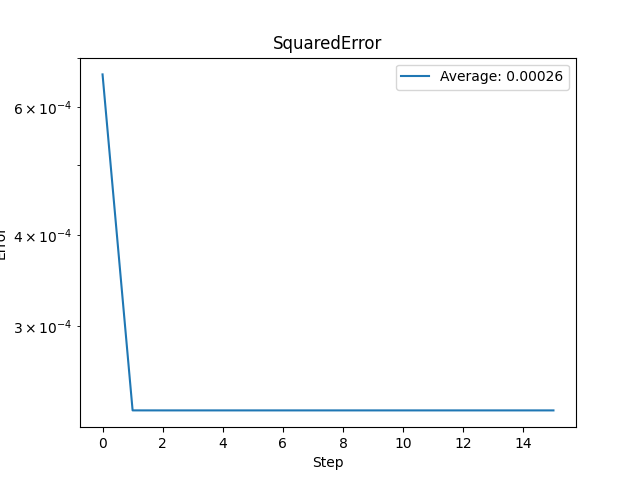 SquaredError
Average: 0.00026
6 × 10⁻⁴
4 × 10⁻⁴
3 × 10⁻⁴
Error
0 2 4 6 8 10 12 14
Step